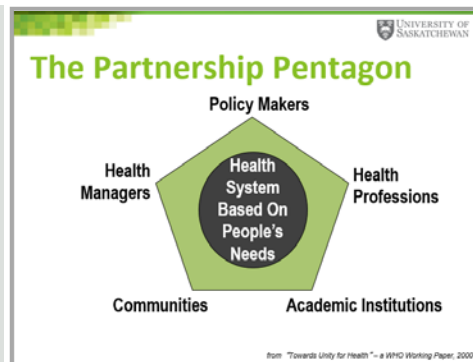 UNIVERSITY OF
SASKATCHEWAN
The Partnership Pentagon
Policy Makers
Health
Managers
Health
System
Based On
People's
Needs
Health
Professions
Communities
Academic Institutions
from "Towards Unity for Health" – a WHO Working Paper, 2000